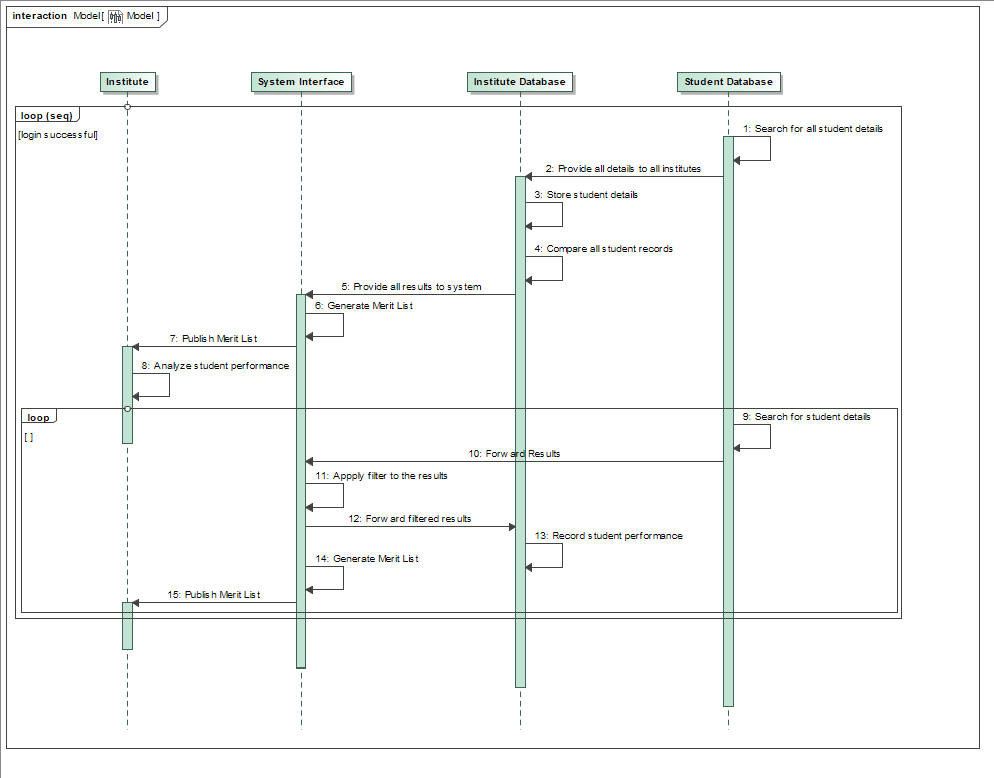 interaction Model[ Model ]
Institute
System Interface
Institute Database
Student Database
loop (seq)
[login successful]
1: Search for all student details
2: Provide all details to all institutes
3: Store student details
4: Compare all student records
5: Provide all results to system
6: Generate Merit List
7: Publish Merit List
8: Analyze student performance
loop
[ ]
9: Search for student details
10: Forward Results
11: Appply filter to the results
12: Forward filtered results
13: Record student performance
14: Generate Merit List
15: Publish Merit List